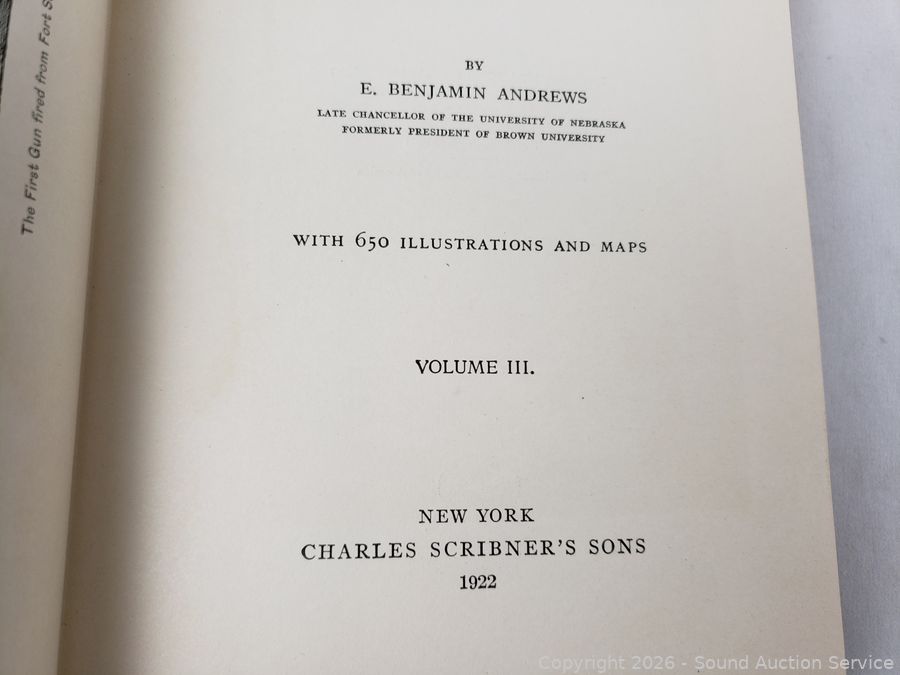 The First Gun fired from Fort
BY
E. BENJAMIN ANDREWS
LATE CHANCELLOR OF THE UNIVERSITY OF NEBRASKA
FORMERLY PRESIDENT OF BROWN UNIVERSITY
WITH 650 ILLUSTRATIONS AND MAPS
VOLUME III.
NEW YORK
CHARLES SCRIBNER'S SONS
1922
Copyright 2026 - Sound Auction Service